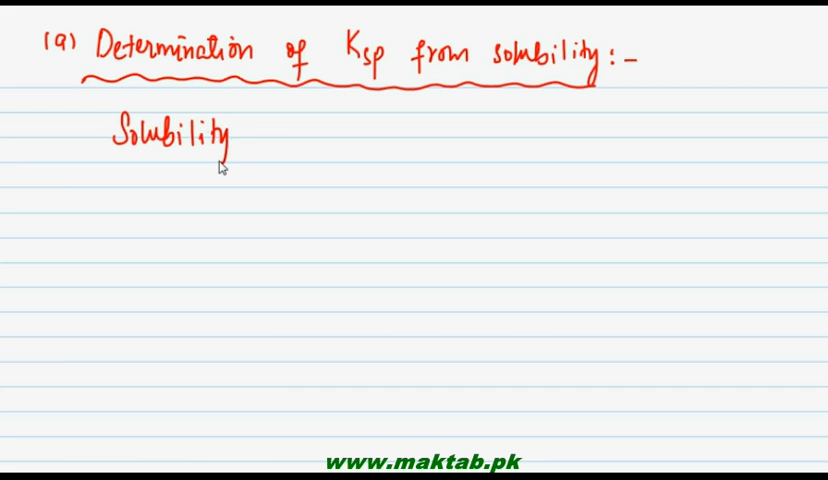 (a) Determination of Ksp from solubility:-
Solubility
www.maktab.pk